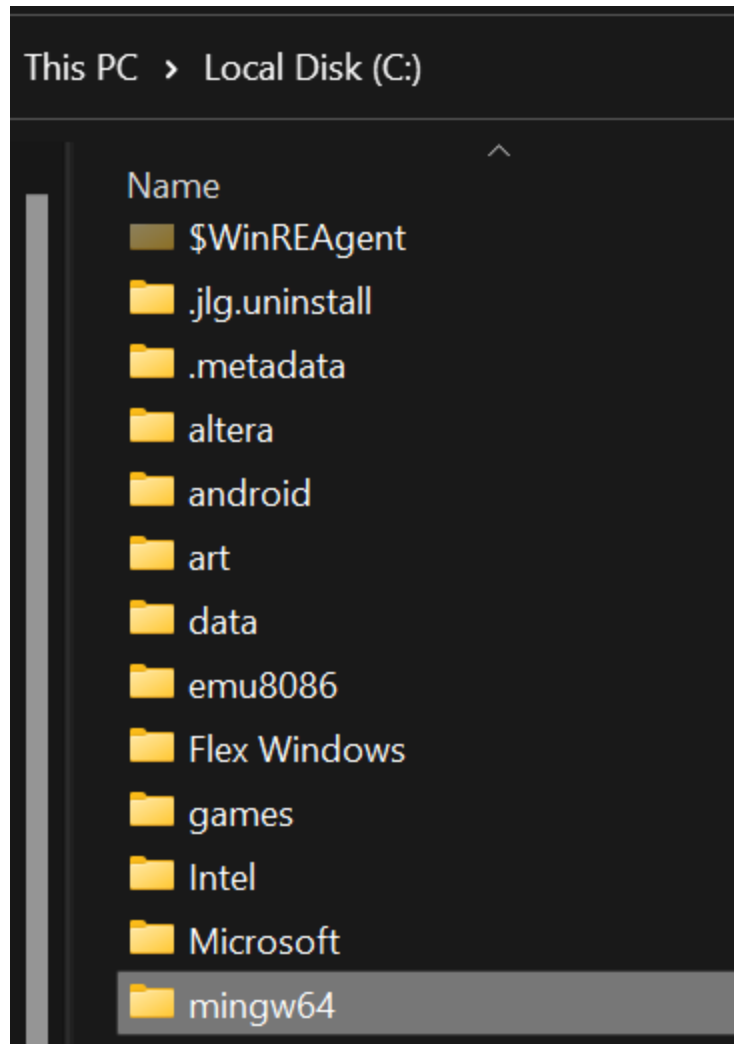 This PC > Local Disk (C:)
Name
$WinREAgent
.jlg.uninstall
.metadata
altera
android
art
data
emu8086
Flex Windows
games
Intel
Microsoft
mingw64